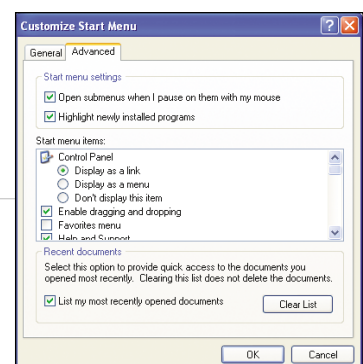 Customize Start Menu
General Advanced
Start menu settings
Open submenus when I pause on them with my mouse
Highlight newly installed programs
Start menu items:
Control Panel
Display as a link
Display as a menu
Don't display this item
Enable dragging and dropping
Favorites menu
Help and Support
Recent documents
Select this option to provide quick access to the documents you
opened most recently. Clearing this list does not delete the documents.
List my most recently opened documents
Clear List
OK Cancel